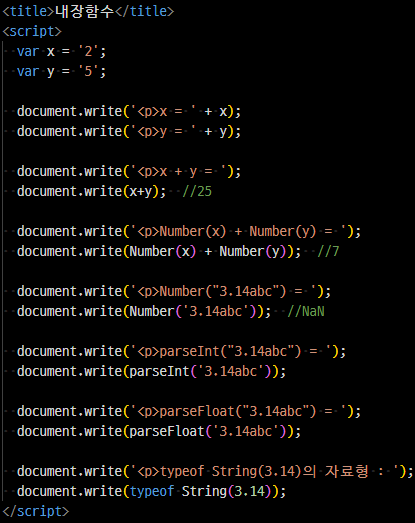 <title>내장함수</title>
<script>
var x = '2';
var y = '5';
document.write('<p>x = ' + x);
document.write('<p>y = ' + y);
document.write('<p>x + y = ');
document.write(x+y); //25
document.write('<p>Number(x) + Number(y) = ');
document.write(Number(x) + Number(y)); //7
document.write('<p>Number("3.14abc") = ');
document.write(Number('3.14abc')); //NaN
document.write('<p>parseInt("3.14abc") = ');
document.write(parseInt('3.14abc'));
document.write('<p>parseFloat("3.14abc") = ');
document.write(parseFloat('3.14abc'));
document.write('<p>typeof String(3.14)의 자료형 : ');
document.write(typeof String(3.14));
</script>